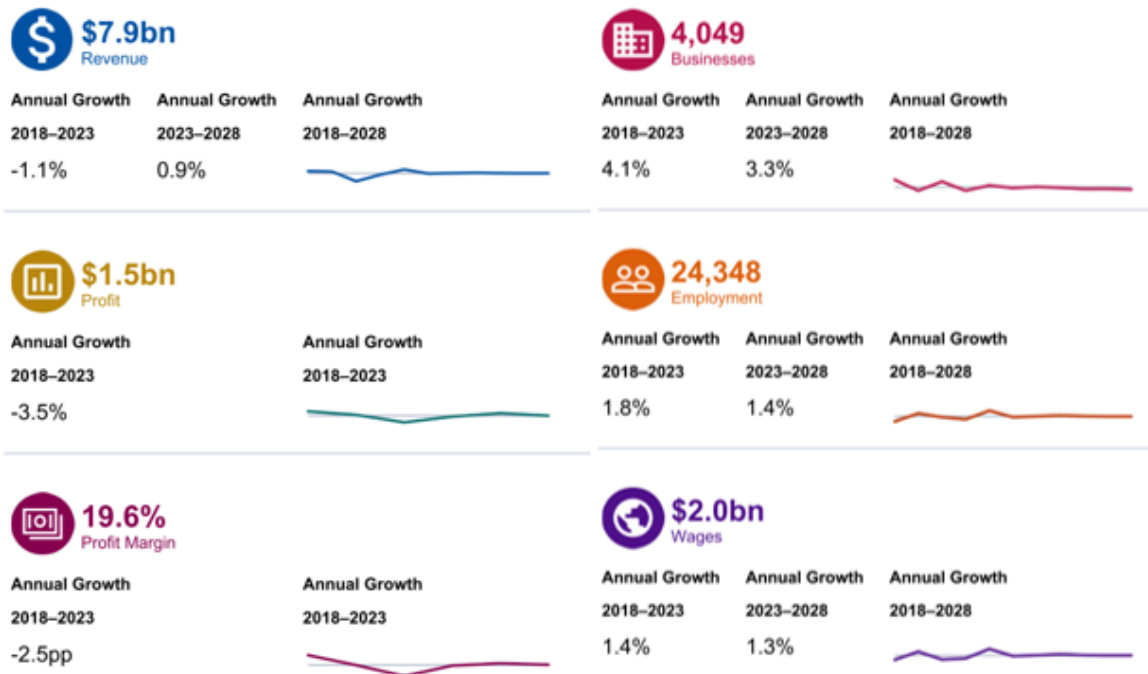 $7.9bn
Revenue
Annual Growth Annual Growth Annual Growth
2018–2023 2023–2028 2018–2028
-1.1% 0.9%
4,049
Businesses
Annual Growth Annual Growth Annual Growth
2018–2023 2023–2028 2018–2028
4.1% 3.3%
$1.5bn
Profit
Annual Growth Annual Growth
2018–2023 2018–2023
-3.5%
24,348
Employment
Annual Growth Annual Growth Annual Growth
2018–2023 2023–2028 2018–2028
1.8% 1.4%
19.6%
Profit Margin
Annual Growth Annual Growth
2018–2023 2018–2023
-2.5pp
$2.0bn
Wages
Annual Growth Annual Growth Annual Growth
2018–2023 2023–2028 2018–2028
1.4% 1.3%